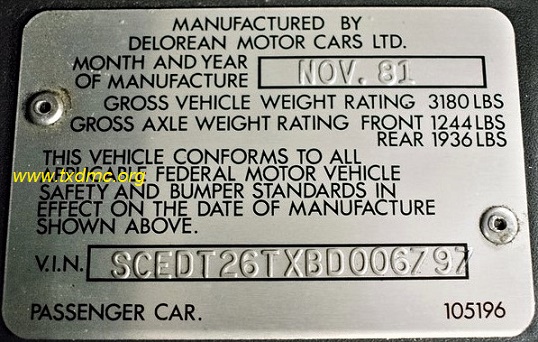 MANUFACTURED BY
DELOREAN MOTOR CARS LTD.
MONTH AND YEAR
OF MANUFACTURE NOV. 81
GROSS VEHICLE WEIGHT RATING 3180 LBS
GROSS AXLE WEIGHT RATING FRONT 1244 LBS
REAR 1936 LBS
THIS VEHICLE CONFORMS TO ALL
FEDERAL MOTOR VEHICLE
www.txdmc.org
SAFETY AND BUMPER STANDARDS IN
EFFECT ON THE DATE OF MANUFACTURE
SHOWN ABOVE.
V.I.N. SCEDT26TXBD006797
PASSENGER CAR. 105196